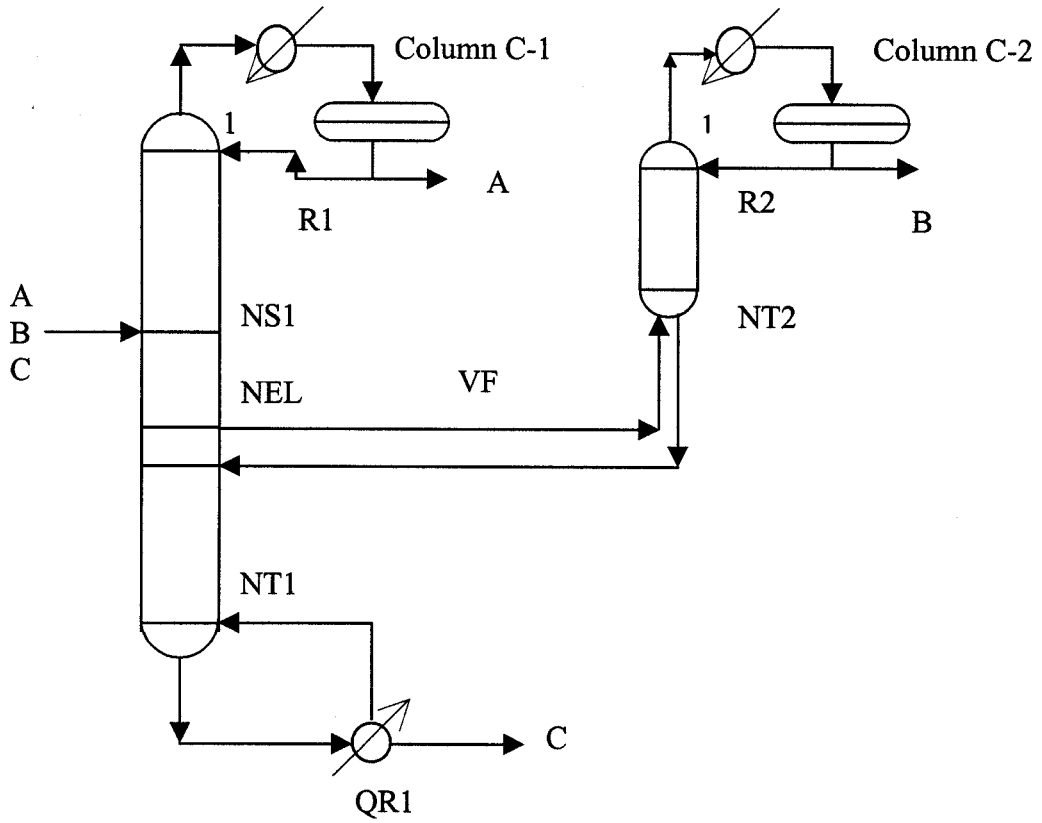 Column C-1
Column C-2
1
1
A
R1
R2
B
A
B
C
NS1
NT2
NEL
VF
NT1
C
QR1